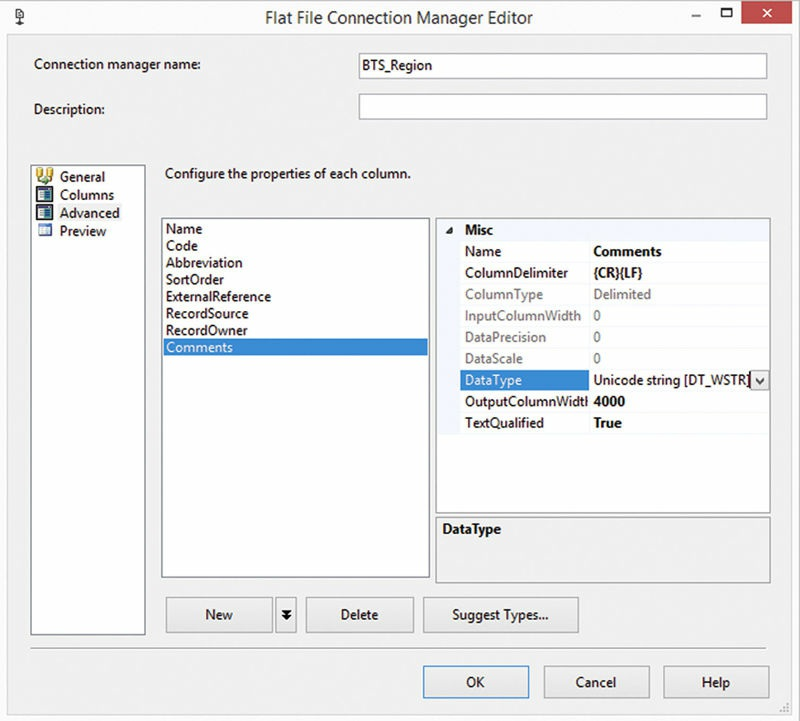 Flat File Connection Manager Editor
Connection manager name: BTS_Region
Description:
General
Columns
Advanced
Preview
Configure the properties of each column.
Name
Code
Abbreviation
SortOrder
ExternalReference
RecordSource
RecordOwner
Comments
Misc
Name Comments
ColumnDelimiter {CR}{LF}
ColumnType Delimited
InputColumnWidth 0
DataPrecision 0
DataScale 0
DataType Unicode string [DT_WSTR]
OutputColumnWidth 4000
TextQualified True
DataType
New
Delete
Suggest Types...
OK
Cancel
Help